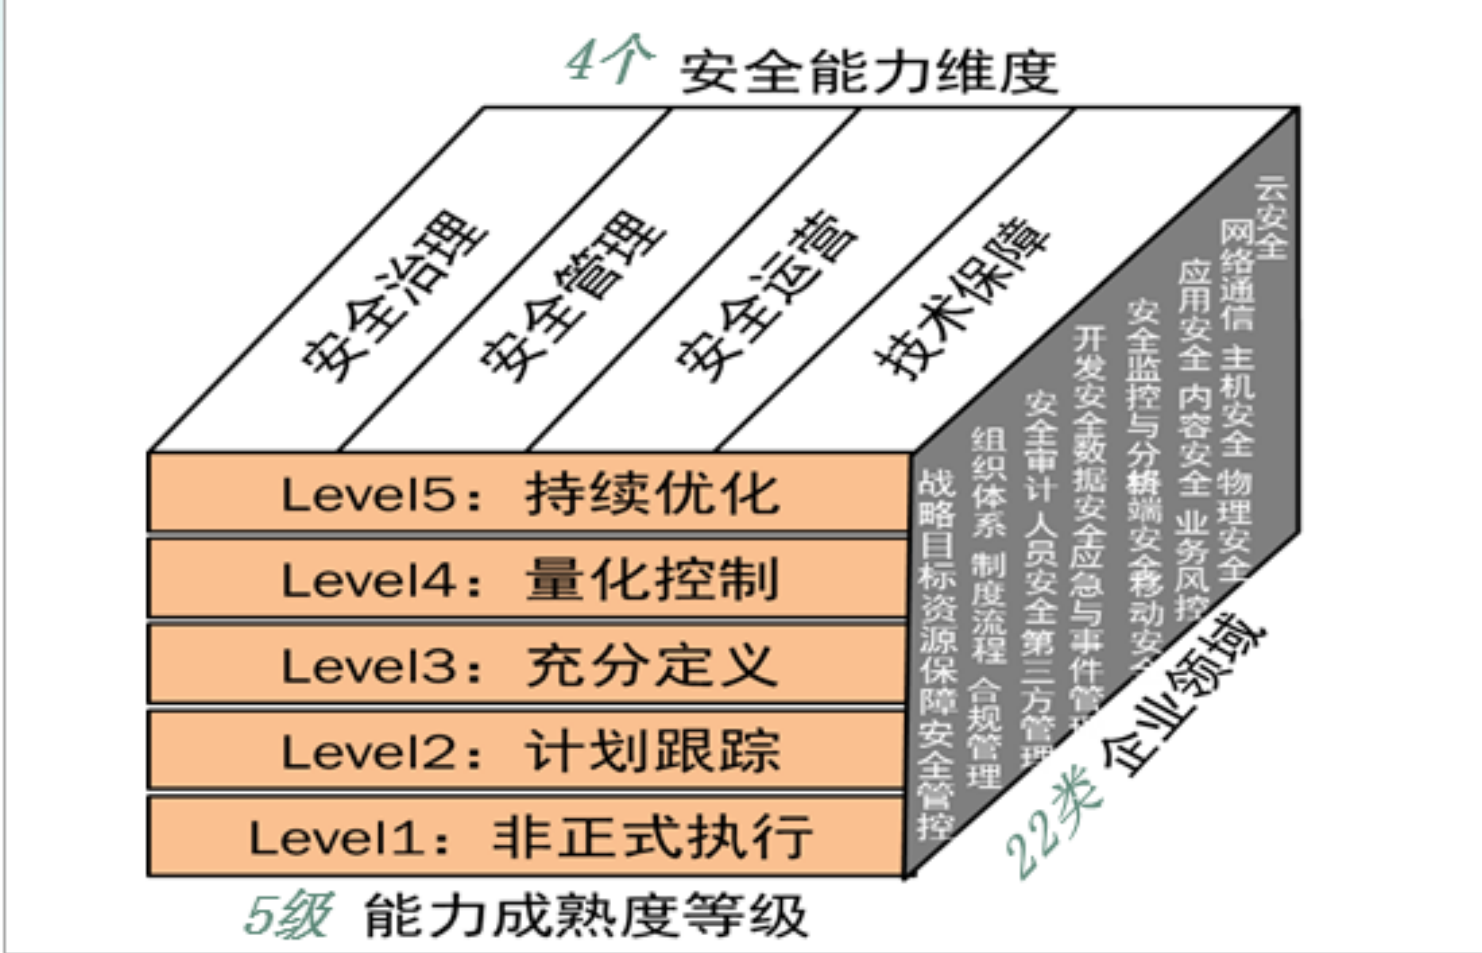 4个 安全能力维度
安全治理
安全管理
安全运营
技术保障
Level5：持续优化
Level4：量化控制
Level3：充分定义
Level2：计划跟踪
Level1：非正式执行
5级 能力成熟度等级
战略目标资源保障安全管控
组织体系 制度流程 合规管理
安全审计 人员安全第三方管理
开发安全数据安全应急与事件管理
安全监控与分析端安全移动安全
应用安全 内容安全 业务风控
网络通信 主机安全 物理安全
云安全
22类 企业领域